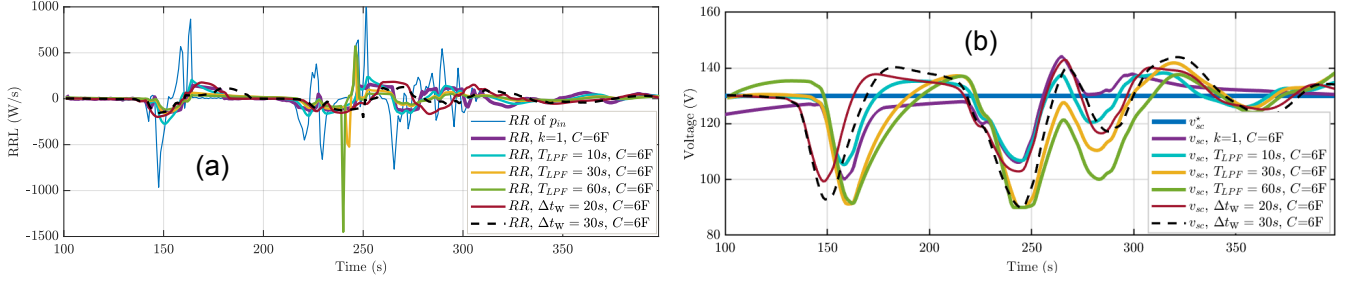 1000
500
0
-500
-1000
-1500
RRL (W/s)
(a)
RR of p_in
RR, k=1, C=6F
RR, T_LPF = 10s, C=6F
RR, T_LPF = 30s, C=6F
RR, T_LPF = 60s, C=6F
RR, Δt_W = 20s, C=6F
RR, Δt_W = 30s, C=6F
100 150 200 250 300 350
Time (s)
160
140
120
100
80
Voltage (V)
(b)
v*_sc
v_sc, k=1, C=6F
v_sc, T_LPF = 10s, C=6F
v_sc, T_LPF = 30s, C=6F
v_sc, T_LPF = 60s, C=6F
v_sc, Δt_W = 20s, C=6F
v_sc, Δt_W = 30s, C=6F
100 150 200 250 300 350
Time (s)